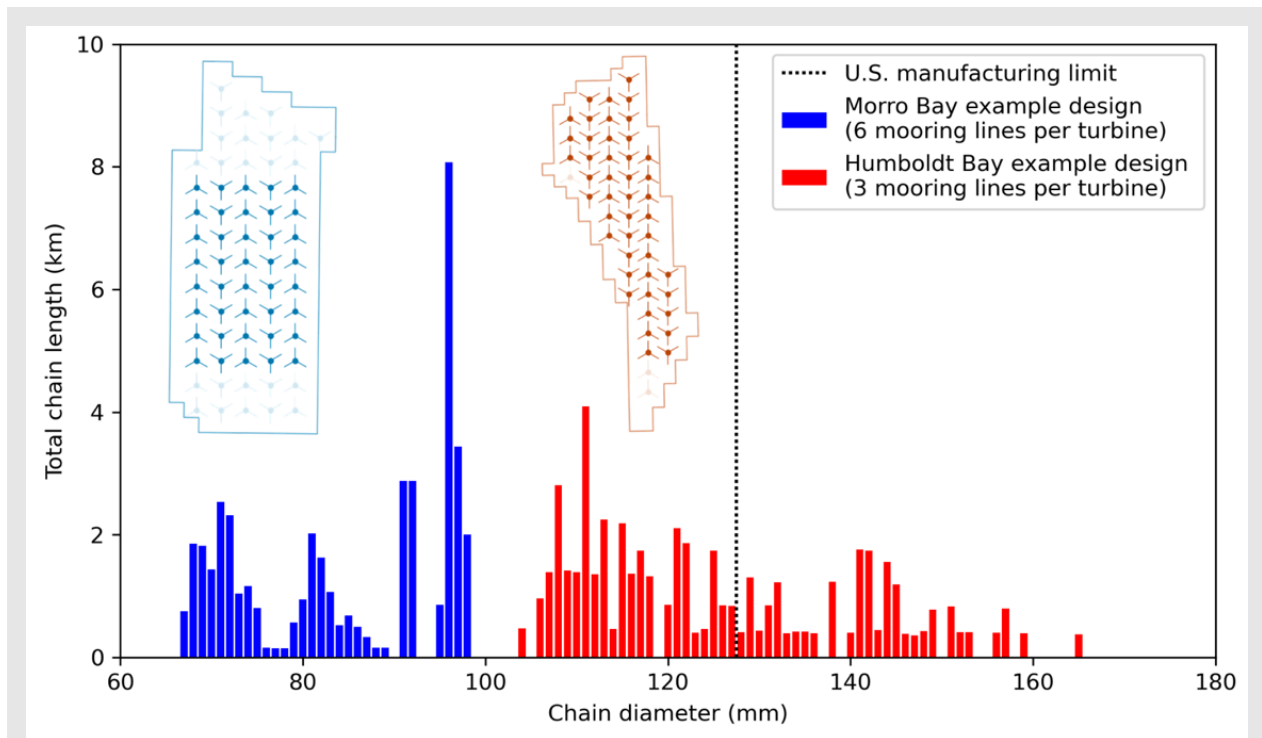 10
8
6
4
2
0
Total chain length (km)
60
80
100
120
140
160
180
Chain diameter (mm)
U.S. manufacturing limit
Morro Bay example design
(6 mooring lines per turbine)
Humboldt Bay example design
(3 mooring lines per turbine)